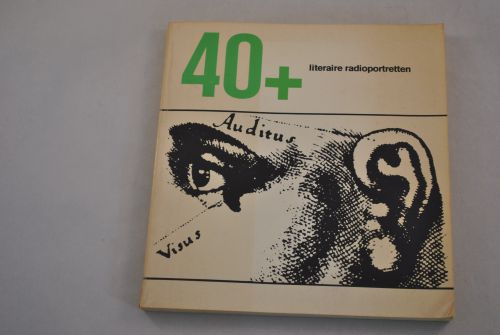 40+
literaire radioportretten
Auditus
Visus